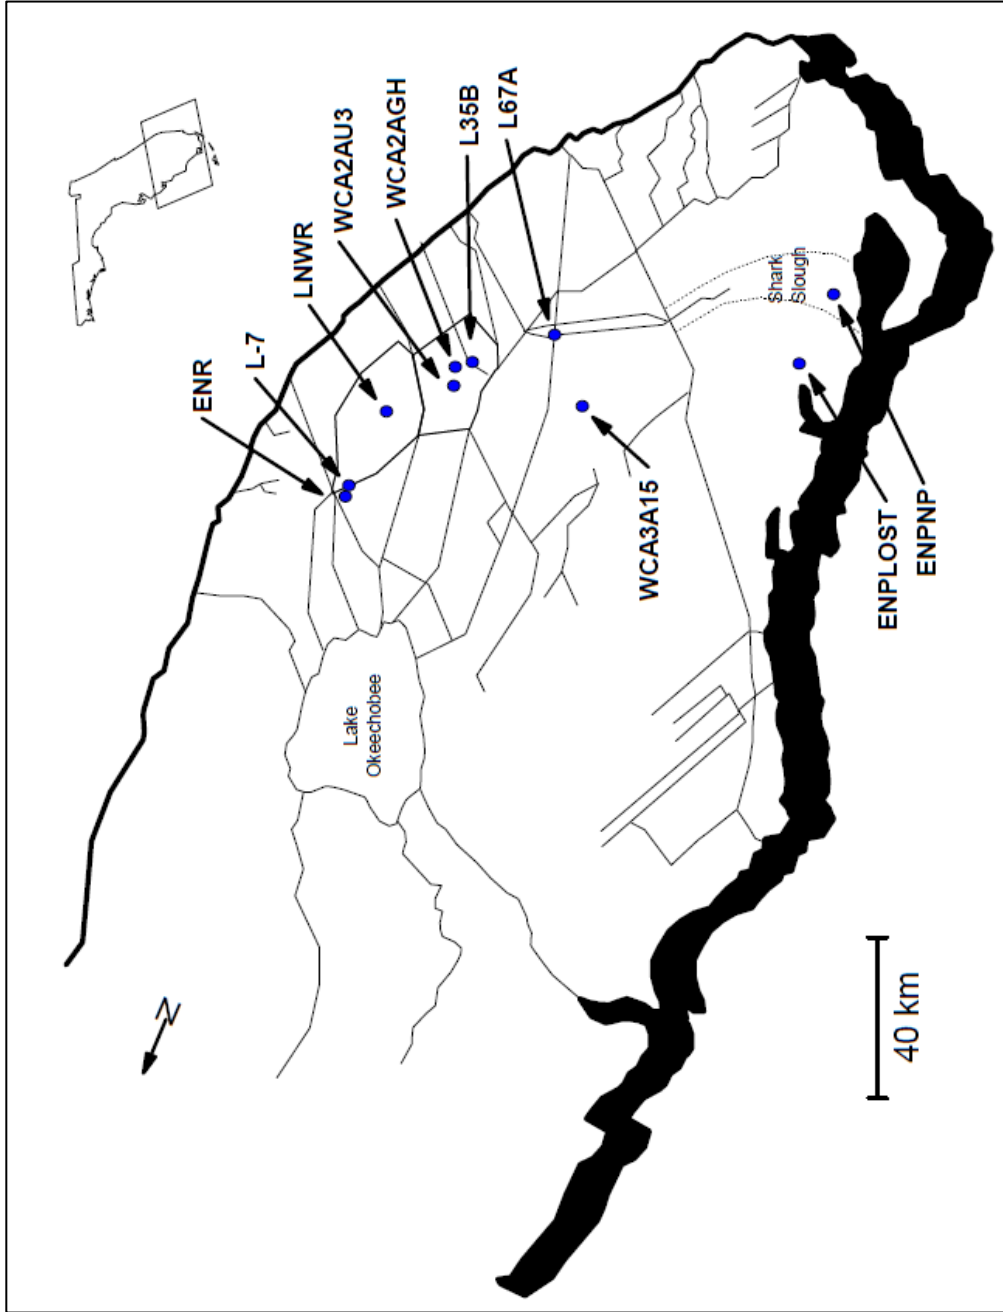 ENR
L-7
LNWR
WCA2AU3
WCA2AGH
L35B
L67A
Lake
Okeechobee
WCA3A15
Shark
Slough
ENPLOST
ENPNP
N
40 km